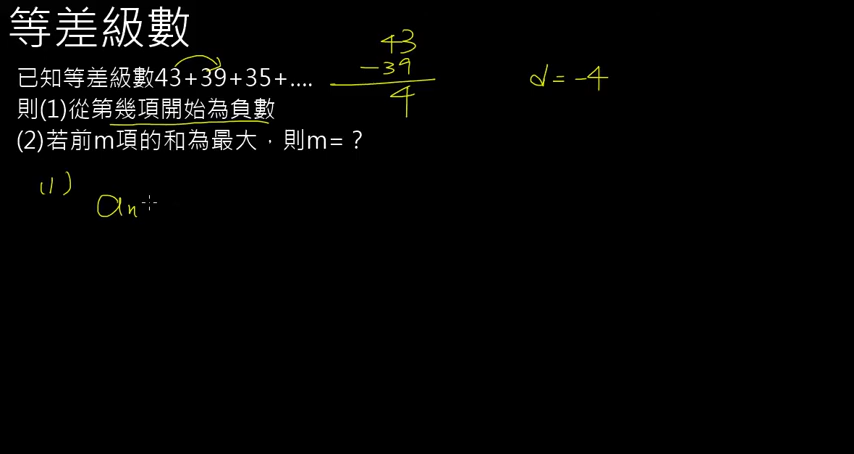 等差級數
已知等差級數43+39+35+....
則(1)從第幾項開始為負數
(2)若前m項的和為最大，則m=？
43
-39
4
d = -4
(1)
an